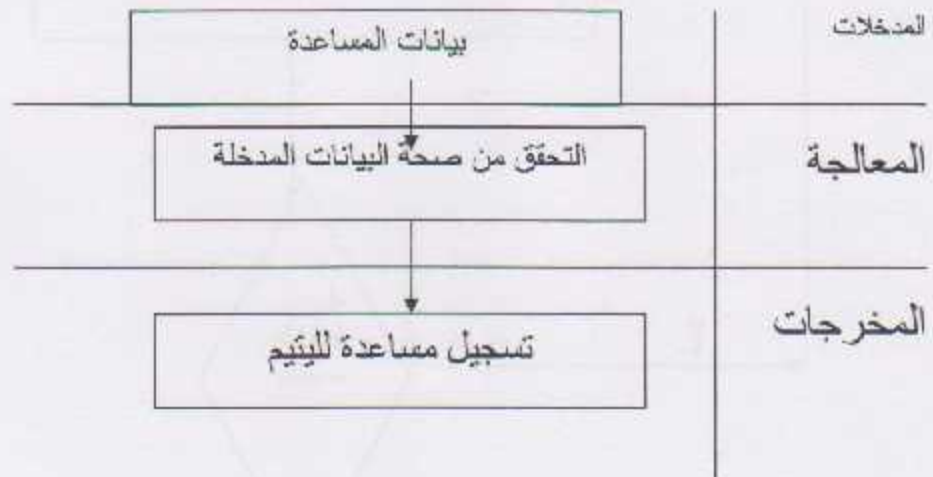 المدخلات
بيانات المساعدة
المعالجة
التحقق من صحة البيانات المدخلة
المخرجات
تسجيل مساعدة لليتيم